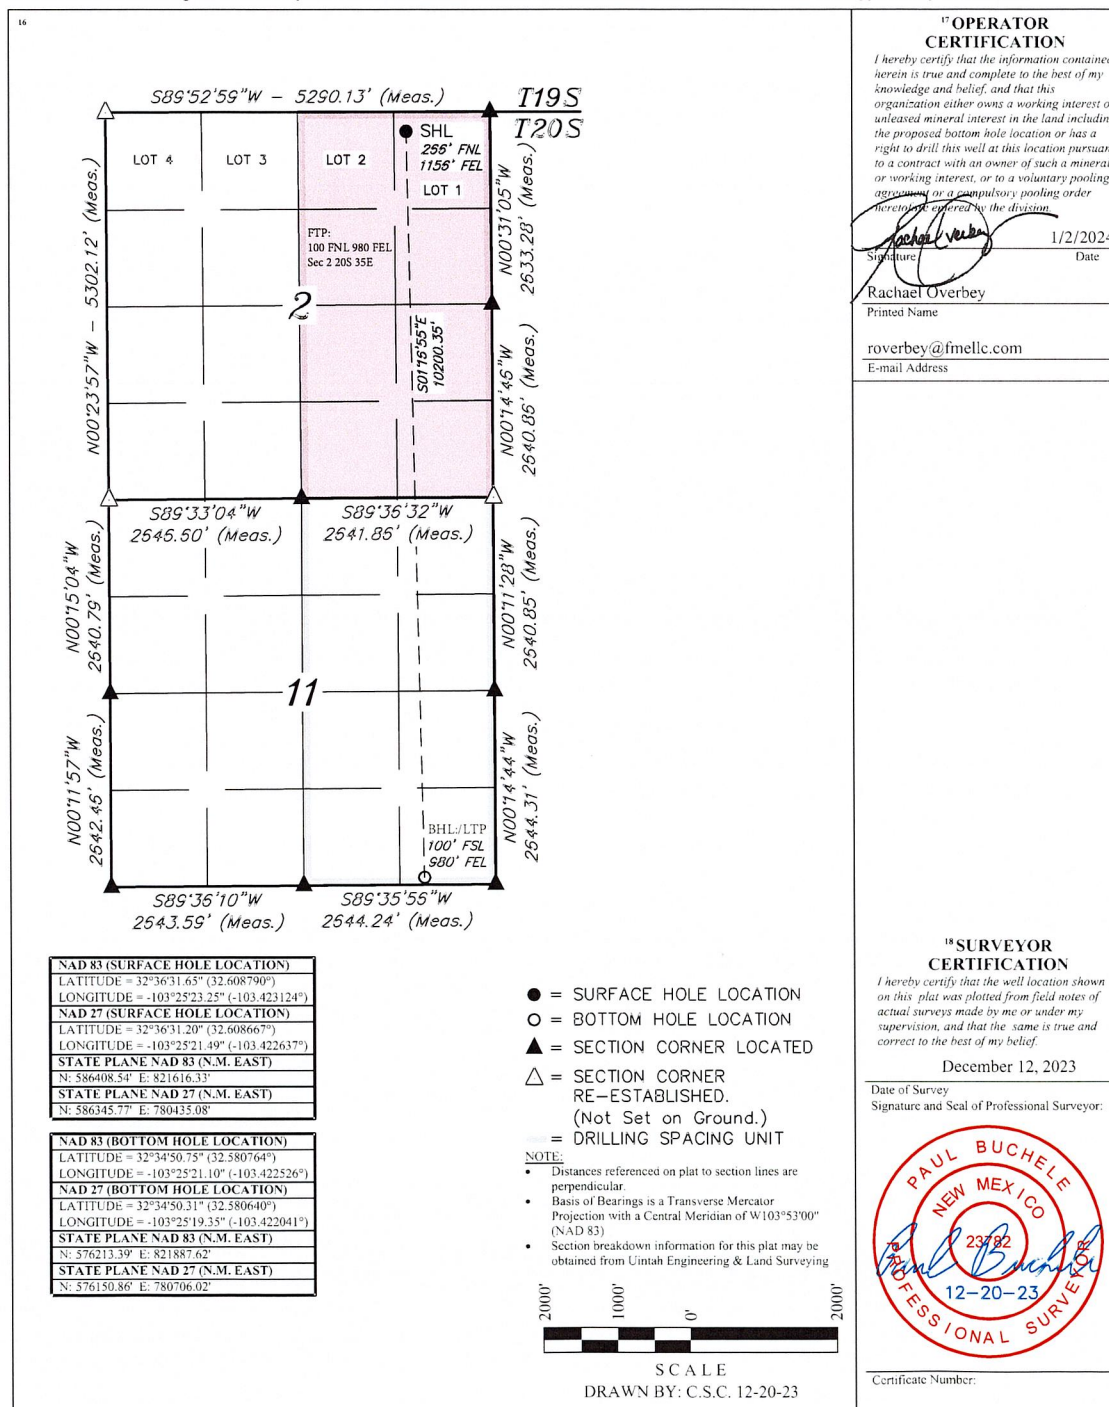 16
S89°52'59"W – 5290.13' (Meas.)
T19S
T20S
LOT 4
LOT 3
LOT 2
LOT 1
SHL
256' FNL
1156' FEL
FTP:
100 FNL 980 FEL
Sec 2 20S 35E
N00°23'57"W – 5302.12' (Meas.)
N00°31'05"W
2633.28' (Meas.)
2
S01°16'55"E
10200.35'
N00°14'46"W
2640.86' (Meas.)
S89°33'04"W
2645.60' (Meas.)
S89°36'32"W
2641.86' (Meas.)
N00°15'04"W
2640.79' (Meas.)
N00°11'28"W
2640.85' (Meas.)
11
N00°11'57"W
2642.46' (Meas.)
N00°14'44"W
2644.31' (Meas.)
BHL:/LTP
100' FSL
980' FEL
S89°36'10"W
2643.59' (Meas.)
S89°35'56"W
2644.24' (Meas.)
NAD 83 (SURFACE HOLE LOCATION)
LATITUDE = 32°36'31.65" (32.608790°)
LONGITUDE = -103°25'23.25" (-103.423124°)
NAD 27 (SURFACE HOLE LOCATION)
LATITUDE = 32°36'31.20" (32.608667°)
LONGITUDE = -103°25'21.49" (-103.422637°)
STATE PLANE NAD 83 (N.M. EAST)
N: 586408.54' E: 821616.33'
STATE PLANE NAD 27 (N.M. EAST)
N: 586345.77' E: 780435.08'
NAD 83 (BOTTOM HOLE LOCATION)
LATITUDE = 32°34'50.75" (32.580764°)
LONGITUDE = -103°25'21.10" (-103.422526°)
NAD 27 (BOTTOM HOLE LOCATION)
LATITUDE = 32°34'50.31" (32.580640°)
LONGITUDE = -103°25'19.35" (-103.422041°)
STATE PLANE NAD 83 (N.M. EAST)
N: 576213.39' E: 821887.62'
STATE PLANE NAD 27 (N.M. EAST)
N: 576150.86' E: 780706.02'
= SURFACE HOLE LOCATION
= BOTTOM HOLE LOCATION
= SECTION CORNER LOCATED
= SECTION CORNER
RE-ESTABLISHED.
(Not Set on Ground.)
= DRILLING SPACING UNIT
NOTE:
• Distances referenced on plat to section lines are
perpendicular.
• Basis of Bearings is a Transverse Mercator
Projection with a Central Meridian of W103°53'00"
(NAD 83)
• Section breakdown information for this plat may be
obtained from Uintah Engineering & Land Surveying
2000'
1000'
0'
2000'
SCALE
DRAWN BY: C.S.C. 12-20-23
17 OPERATOR
CERTIFICATION
I hereby certify that the information contained
herein is true and complete to the best of my
knowledge and belief, and that this
organization either owns a working interest o
unleased mineral interest in the land includin
the proposed bottom hole location or has a
right to drill this well at this location pursuan
to a contract with an owner of such a mineral
or working interest, or to a voluntary pooling
agreement or a compulsory pooling order
heretofore entered by the division.
Rachael Overbey
1/2/2024
Signature Date
Rachael Overbey
Printed Name
roverbey@fmellc.com
E-mail Address
18 SURVEYOR
CERTIFICATION
I hereby certify that the well location shown
on this plat was plotted from field notes of
actual surveys made by me or under my
supervision, and that the same is true and
correct to the best of my belief.
December 12, 2023
Date of Survey
Signature and Seal of Professional Surveyor:
PAUL BUCHELE
NEW MEXICO
23782
Paul Buchele
12-20-23
PROFESSIONAL SURVEYOR
Certificate Number: